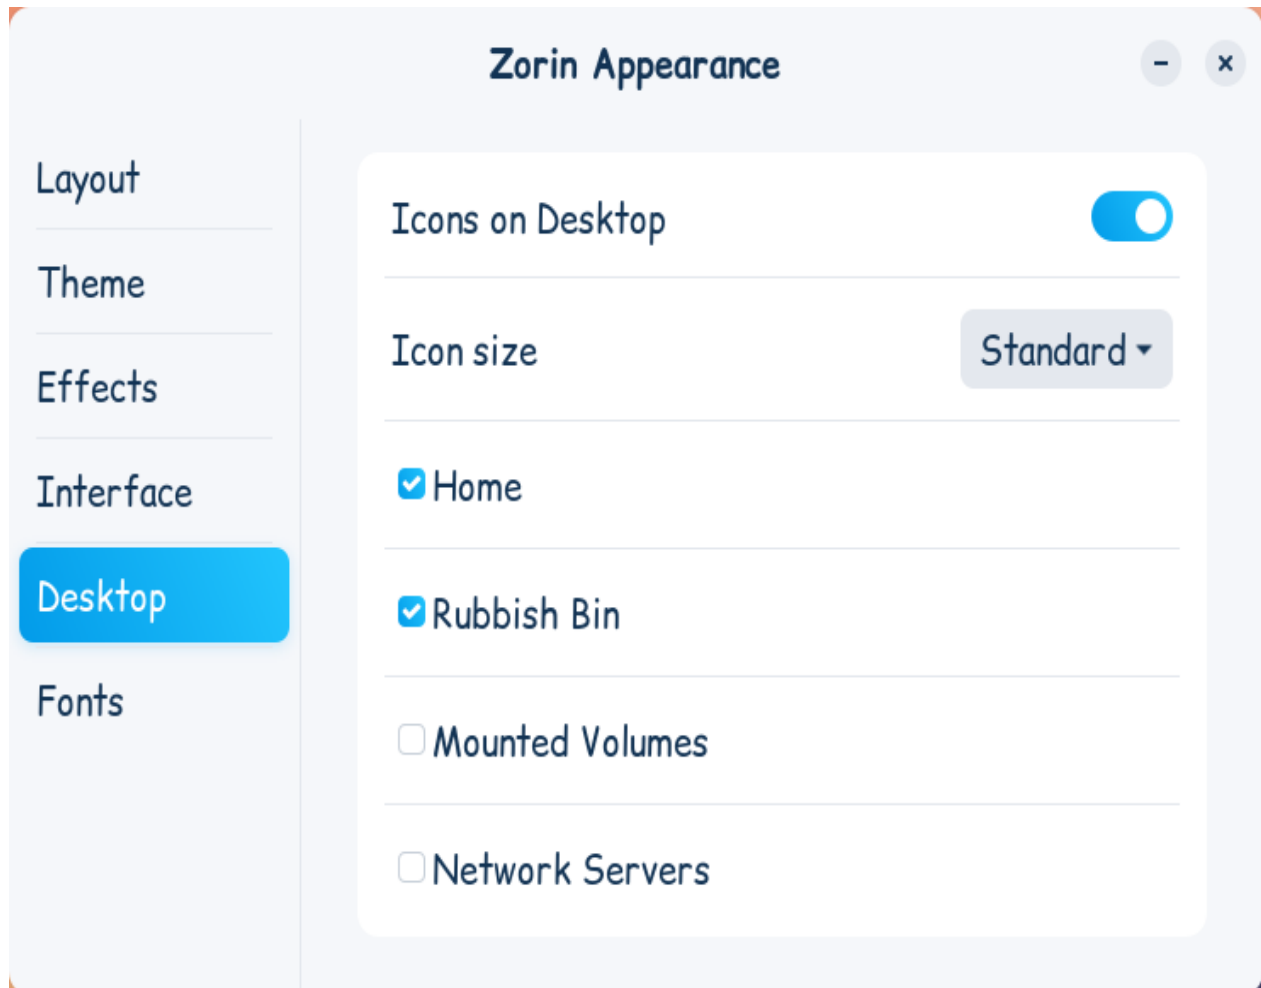 Zorin Appearance
Layout
Theme
Effects
Interface
Desktop
Fonts
Icons on Desktop
Icon size
Standard
Home
Rubbish Bin
Mounted Volumes
Network Servers